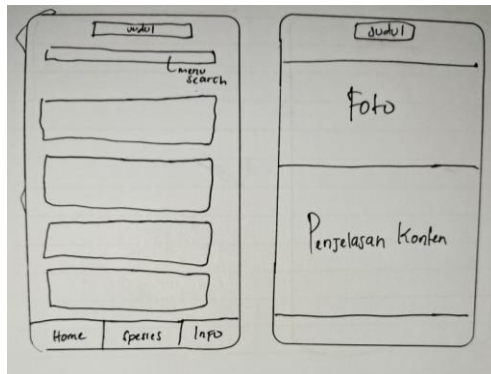 Judul
menu
search
Home Spesies Info
Judul
Foto
Penjelasan Konten